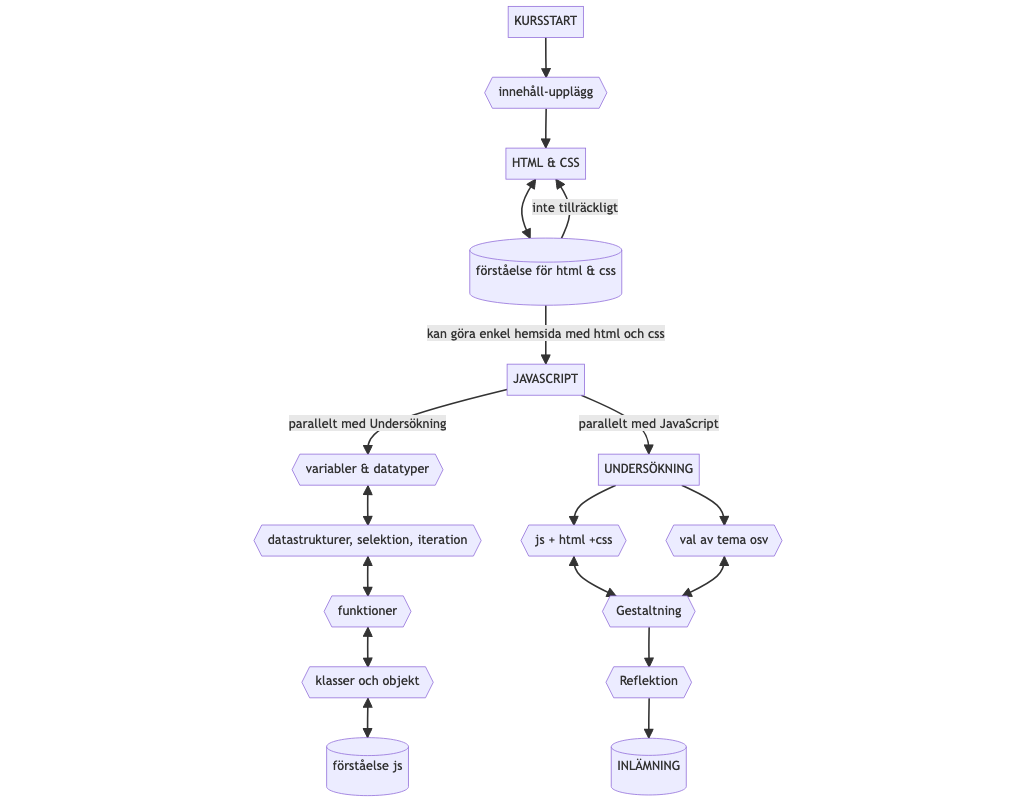 KURSSTART
innehåll-upplägg
HTML & CSS
inte tillräckligt
förståelse för html & css
kan göra enkel hemsida med html och css
JAVASCRIPT
parallelt med Undersökning
parallelt med JavaScript
variabler & datatyper
UNDERSÖKNING
datastrukturer, selektion, iteration
js + html +css
val av tema osv
funktioner
Gestaltning
klasser och objekt
Reflektion
förståelse js
INLÄMNING